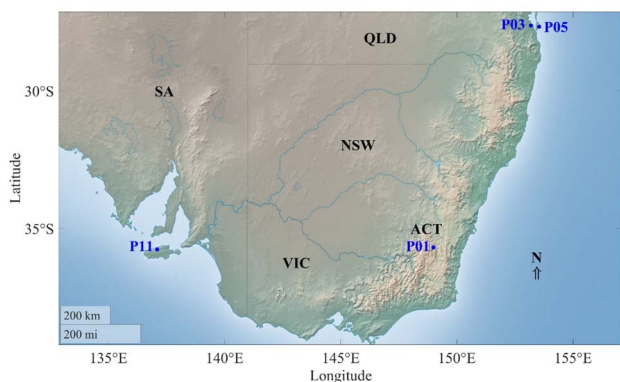 QLD
P03
P05
30°S
SA
NSW
Latitude
35°S
ACT
P11
P01
VIC
N
200 km
200 mi
135°E
140°E
145°E
150°E
155°E
Longitude